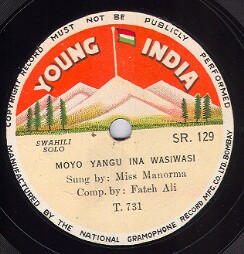 COPYRIGHT RECORD MUST NOT BE PUBLICLY PERFORMED
YOUNG INDIA
SWAHILI
SOLO
SR. 129
MOYO YANGU INA WASIWASI
Sung by: Miss Manorma
Comp. by: Fateh Ali
T. 731
MANUFACTURED BY THE NATIONAL GRAMOPHONE RECORD MFG. CO. LTD. BOMBAY